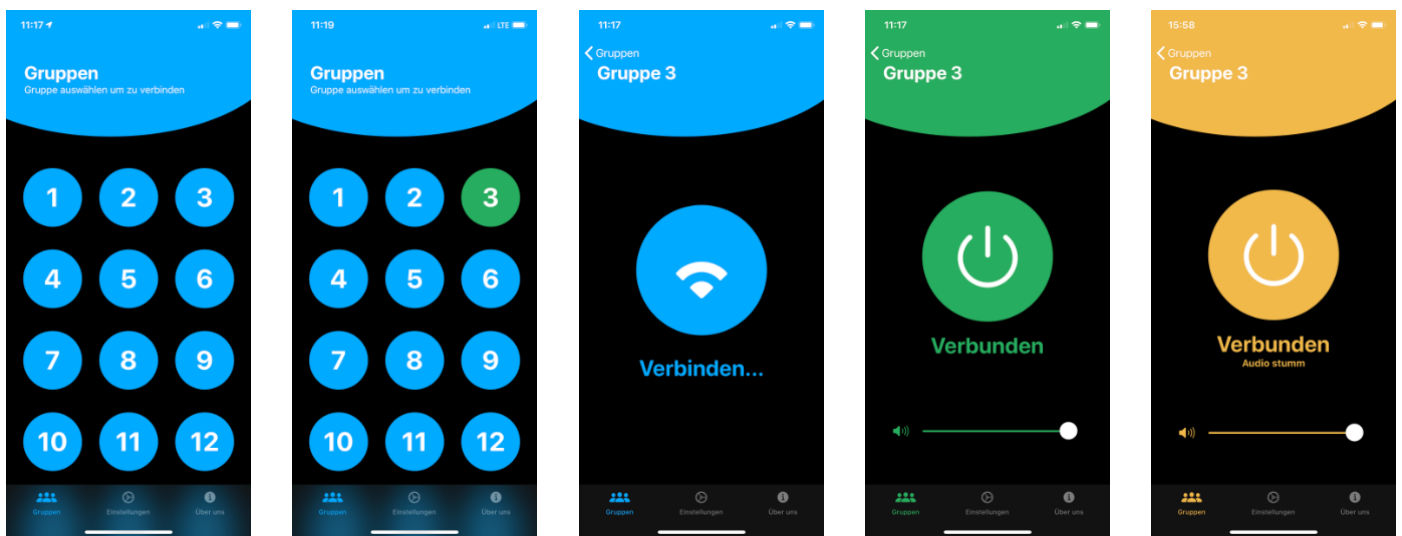 11:17
Gruppen
Gruppe auswählen um zu verbinden
1 2 3
4 5 6
7 8 9
10 11 12
Gruppen Einstellungen Über uns
11:19 LTE
Gruppen
Gruppe auswählen um zu verbinden
1 2 3
4 5 6
7 8 9
10 11 12
Gruppen Einstellungen Über uns
11:17
Gruppen
Gruppe 3
Verbinden...
Gruppen Einstellungen Über uns
11:17
Gruppen
Gruppe 3
Verbunden
Gruppen Einstellungen Über uns
15:58
Gruppen
Gruppe 3
Verbunden
Audio stumm
Gruppen Einstellungen Über uns